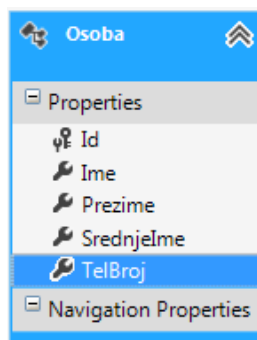 Osoba
Properties
Id
Ime
Prezime
SrednjeIme
TelBroj
Navigation Properties